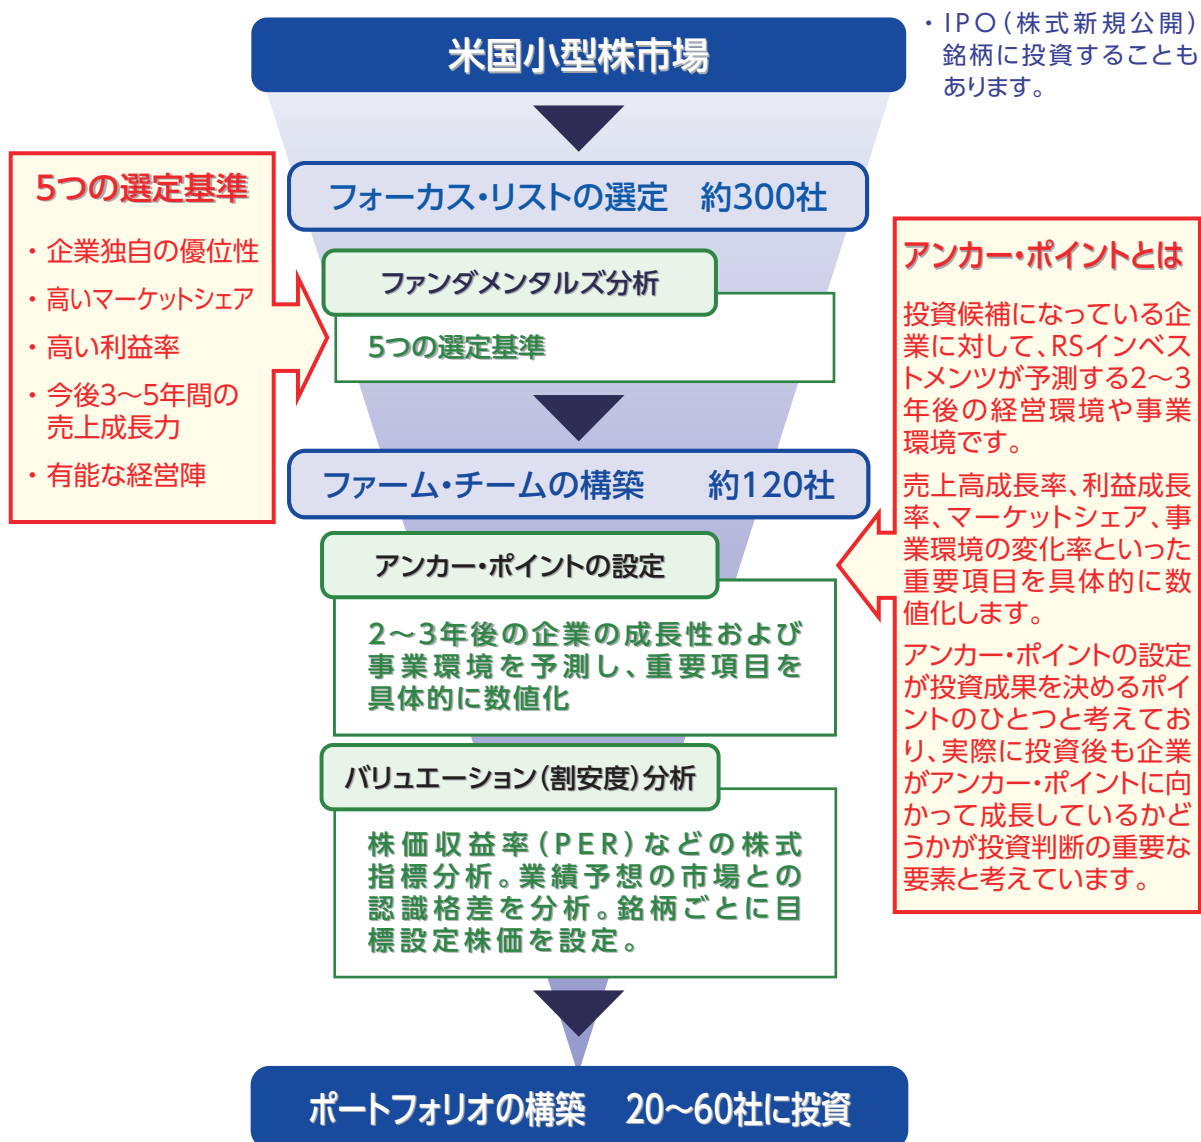 米国小型株市場
・IPO（株式新規公開）
銘柄に投資することも
あります。
フォーカス・リストの選定　約300社
5つの選定基準
・企業独自の優位性
・高いマーケットシェア
・高い利益率
・今後3〜5年間の
売上成長力
・有能な経営陣
ファンダメンタルズ分析
5つの選定基準
ファーム・チームの構築　約120社
アンカー・ポイントの設定
2〜3年後の企業の成長性および
事業環境を予測し、重要項目を
具体的に数値化
バリュエーション（割安度）分析
株価収益率（PER）などの株式
指標分析。業績予想の市場との
認識格差を分析。銘柄ごとに目
標設定株価を設定。
アンカー・ポイントとは
投資候補になっている企
業に対して、RSインベス
トメンツが予測する2〜3
年後の経営環境や事業
環境です。
売上高成長率、利益成長
率、マーケットシェア、事
業環境の変化率といった
重要項目を具体的に数
値化します。
アンカー・ポイントの設定
が投資成果を決めるポイ
ントのひとつと考えてお
り、実際に投資後も企業
がアンカー・ポイントに向
かって成長しているかど
うかが投資判断の重要な
要素と考えています。
ポートフォリオの構築　20〜60社に投資